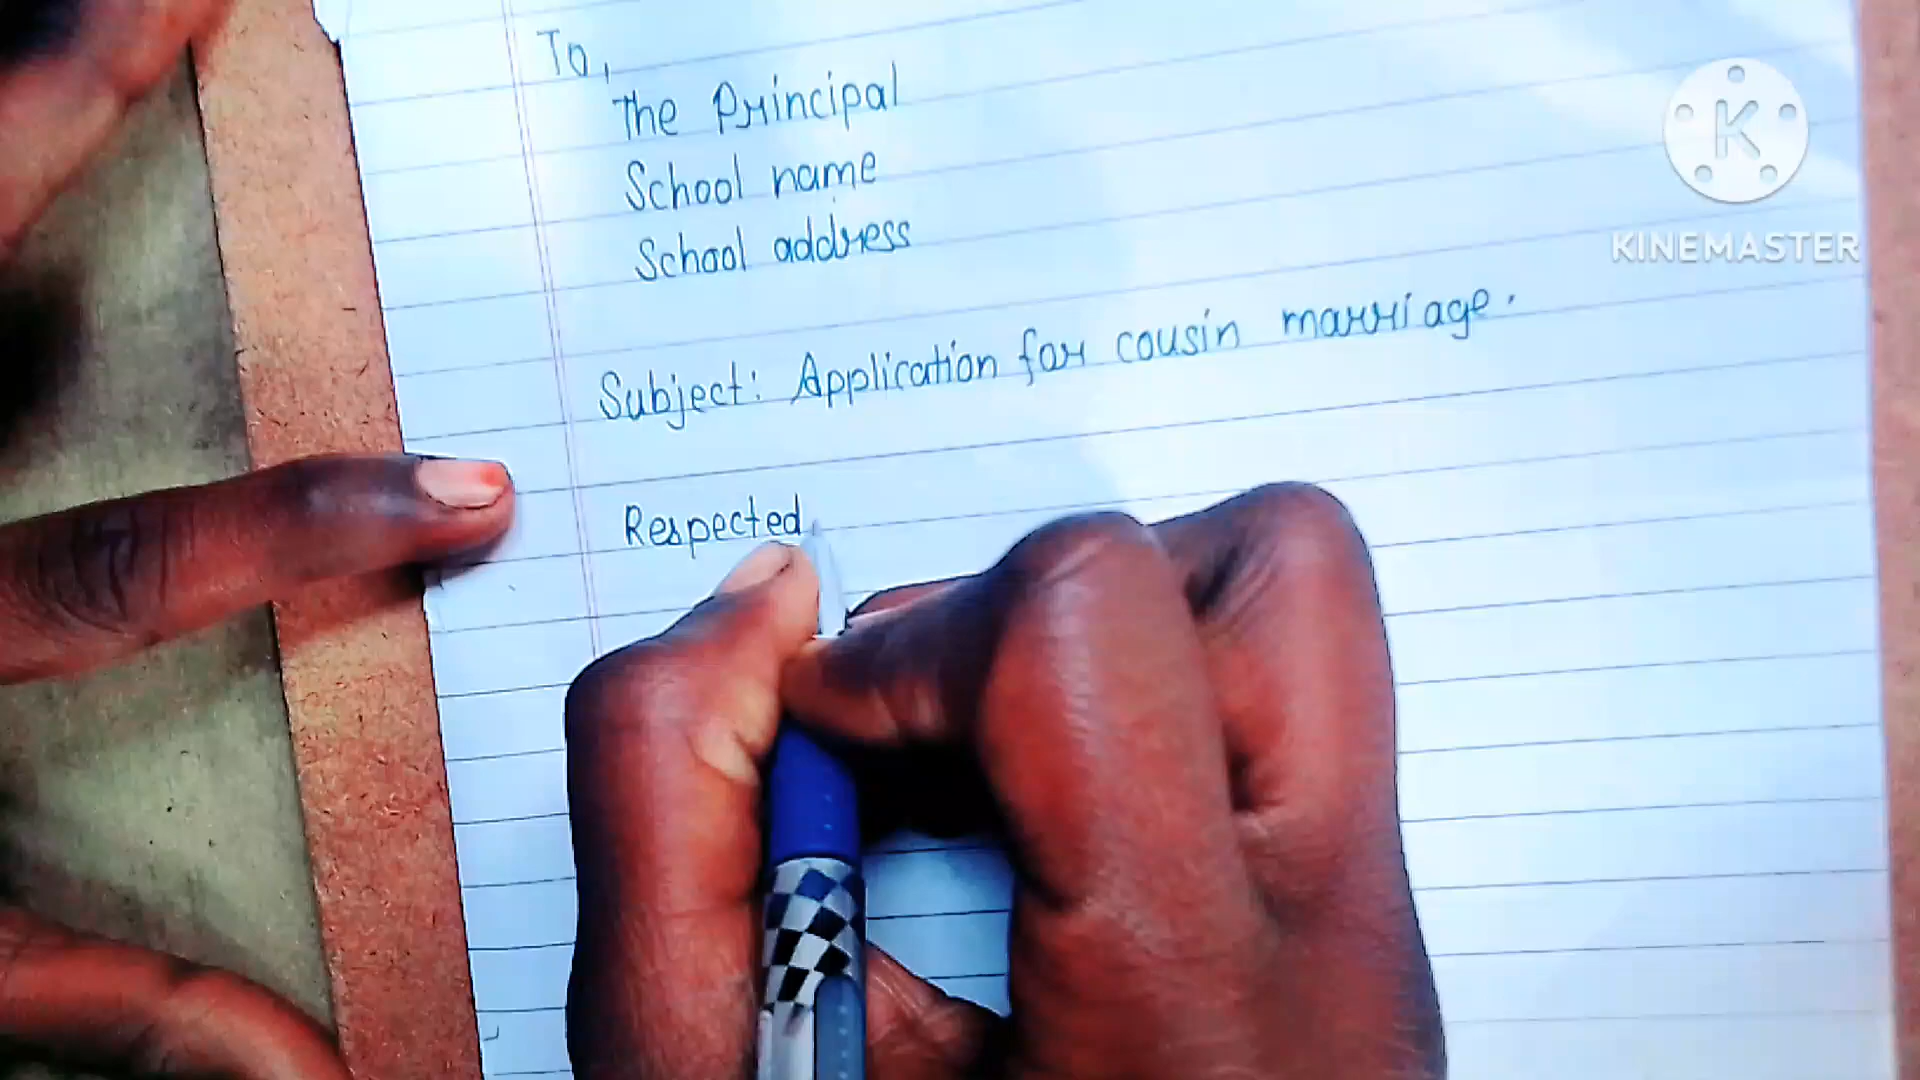 To,
The Principal
School name
School address
Subject: Application for cousin marriage.
Respected
K
KINEMASTER